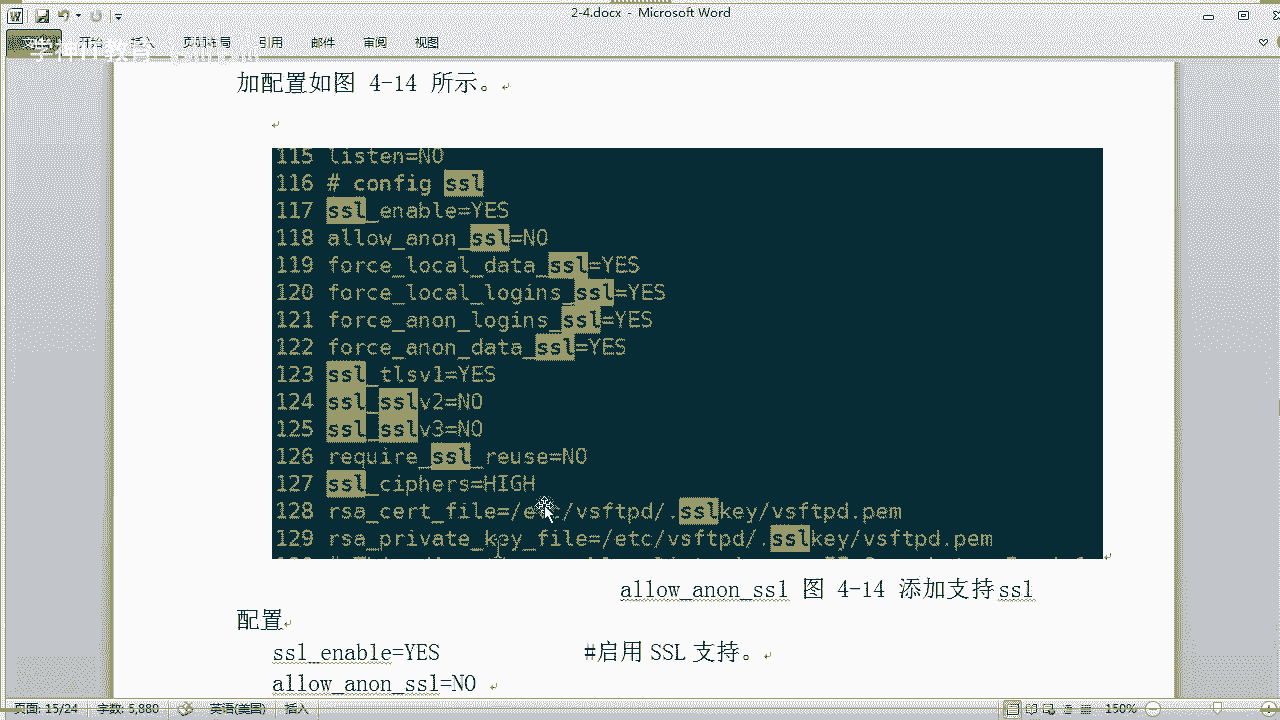 2-4.docx - Microsoft Word
插入 页面布局 引用 邮件 审阅 视图
加配置如图 4-14 所示。
115 listen=NO
116 # config ssl
117 ssl_enable=YES
118 allow_anon_ssl=NO
119 force_local_data_ssl=YES
120 force_local_logins_ssl=YES
121 force_anon_logins_ssl=YES
122 force_anon_data_ssl=YES
123 ssl_tlsv1=YES
124 ssl_sslv2=NO
125 ssl_sslv3=NO
126 require_ssl_reuse=NO
127 ssl_ciphers=HIGH
128 rsa_cert_file=/etc/vsftpd/.sslkey/vsftpd.pem
129 rsa_private_key_file=/etc/vsftpd/.sslkey/vsftpd.pem
allow_anon_ssl 图 4-14 添加支持ssl
配置
ssl_enable=YES #启用 SSL 支持。
allow_anon_ssl=NO
页面: 15/24 字数: 5,880 英语(美国) 插入 150%